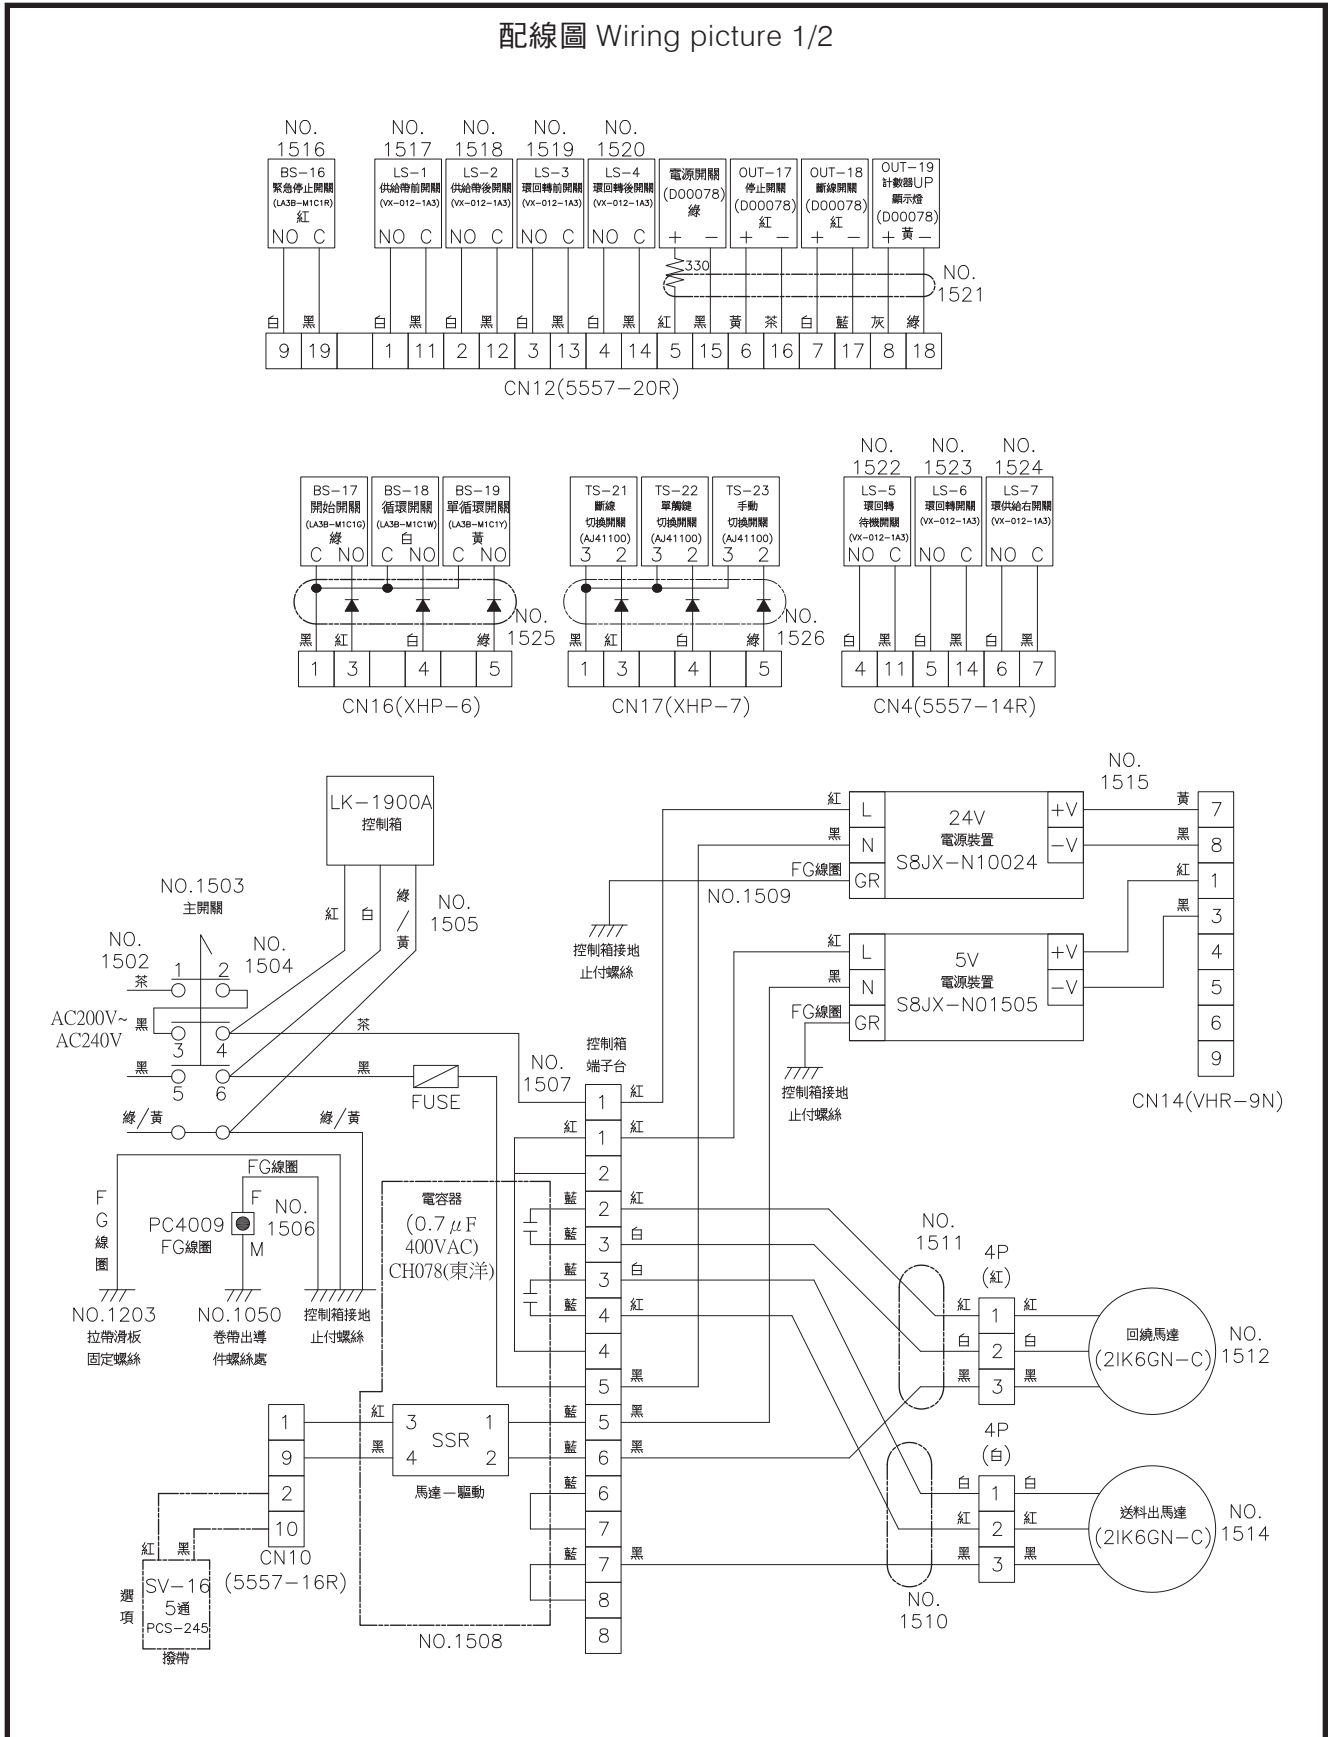 配線圖 Wiring picture 1/2
NO. 1516
NO. 1517
NO. 1518
NO. 1519
NO. 1520
BS-16
緊急停止開關
(LA3B-M1C1R)
紅
NO C
LS-1
供給帶前開關
(VX-012-1A3)
NO C
LS-2
供給帶後開關
(VX-012-1A3)
NO C
LS-3
環回轉前開關
(VX-012-1A3)
NO C
LS-4
環回轉後開關
(VX-012-1A3)
NO C
電源開關
(D00078)
綠
+ −
OUT-17
停止開關
(D00078)
紅
+ −
OUT-18
斷線開關
(D00078)
紅
+ −
OUT-19
計數器UP
顯示燈
(D00078)
黃
+ −
330
NO.
1521
白 黑 白 黑 白 黑 白 黑 白 黑 紅 黑 黃 茶 白 藍 灰 綠
9 19 1 11 2 12 3 13 4 14 5 15 6 16 7 17 8 18
CN12(5557-20R)
BS-17
開始開關
(LA3B-M1C1G)
綠
C NO
BS-18
循環開關
(LA3B-M1C1W)
白
C NO
BS-19
單循環開關
(LA3B-M1C1Y)
黃
C NO
NO.
1525
黑 紅 白 綠
1 3 4 5
CN16(XHP-6)
TS-21
斷線
切換開關
(AJ41100)
3 2
TS-22
單觸鍵
切換開關
(AJ41100)
3 2
TS-23
手動
切換開關
(AJ41100)
3 2
NO.
1526
黑 紅 白 綠
1 3 4 5
CN17(XHP-7)
NO. 1522
NO. 1523
NO. 1524
LS-5
環回轉
待機開關
(VX-012-1A3)
NO C
LS-6
環回轉開關
(VX-012-1A3)
NO C
LS-7
環供給右開關
(VX-012-1A3)
NO C
白 黑 白 黑 白 黑
4 11 5 14 6 7
CN4(5557-14R)
LK-1900A
控制箱
紅 白 綠/黃
NO.
1505
NO.1503
主開關
NO.
1502
NO.
1504
茶 1 2
AC200V~
AC240V
黑 3 4 茶
黑 5 6 黑
FUSE
綠/黃 綠/黃
NO.
1507
FG線圈
FG線圈
F
PC4009
FG線圈
M
NO.
1506
NO.1203
拉帶滑板
固定螺絲
NO.1050
卷帶出導
件螺絲處
控制箱接地
止付螺絲
紅 L
黑 N
FG線圈 GR
24V
電源裝置
S8JX-N10024
+V
−V
NO.
1515
NO.1509
控制箱接地
止付螺絲
紅 L
黑 N
FG線圈 GR
5V
電源裝置
S8JX-N01505
+V
−V
控制箱接地
止付螺絲
黃 7
黑 8
紅 1
黑 3
4
5
6
9
CN14(VHR-9N)
控制箱
端子台
1 紅
紅 1 紅
2
藍 2 紅
藍 3 白
藍 3 白
藍 4 紅
4
5 黑
藍 5 黑
藍 6 黑
藍 6
7
藍 7 黑
8
8
電容器
(0.7μF
400VAC)
CH078(東洋)
1 紅 3 1
9 黑 4 2
SSR
馬達一驅動
2
10
CN10
(5557-16R)
紅 黑
選項
SV-16
5通
PCS-245
撥帶
NO.1508
NO.
1511
4P
(紅)
紅 1 紅
白 2 白
黑 3 黑
回繞馬達
(2IK6GN-C)
NO.
1512
4P
(白)
白 1 白
紅 2 紅
黑 3 黑
送料出馬達
(2IK6GN-C)
NO.
1514
NO.
1510